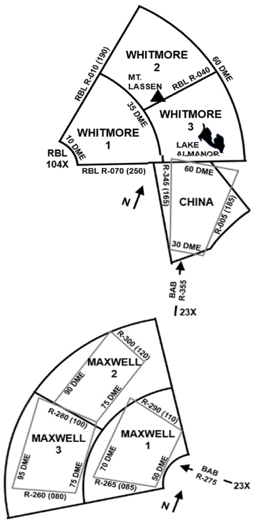 RBL R-010 (190)
WHITMORE
2
60 DME
MT.
LASSEN
RBL R-040
35 DME
WHITMORE
3
WHITMORE
1
70 DME
LAKE
ALMANOR
RBL
104X
RBL R-070 (250)
60 DME
R-345 (165)
CHINA
R-005 (185)
30 DME
N
BAB
R-355
23X
R-300 (120)
MAXWELL
2
90 DME
75 DME
R-290 (110)
R-280 (100)
MAXWELL
1
MAXWELL
3
70 DME
50 DME
95 DME
75 DME
R-265 (085)
R-260 (080)
BAB
R-275
23X
N